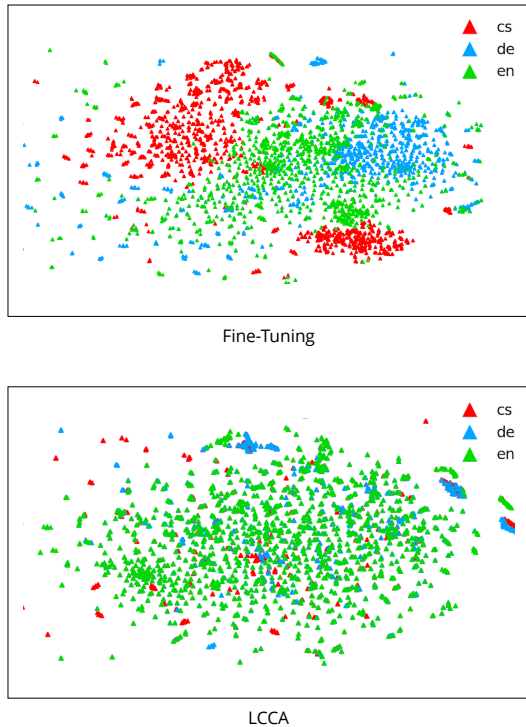 cs
de
en
Fine-Tuning
cs
de
en
LCCA